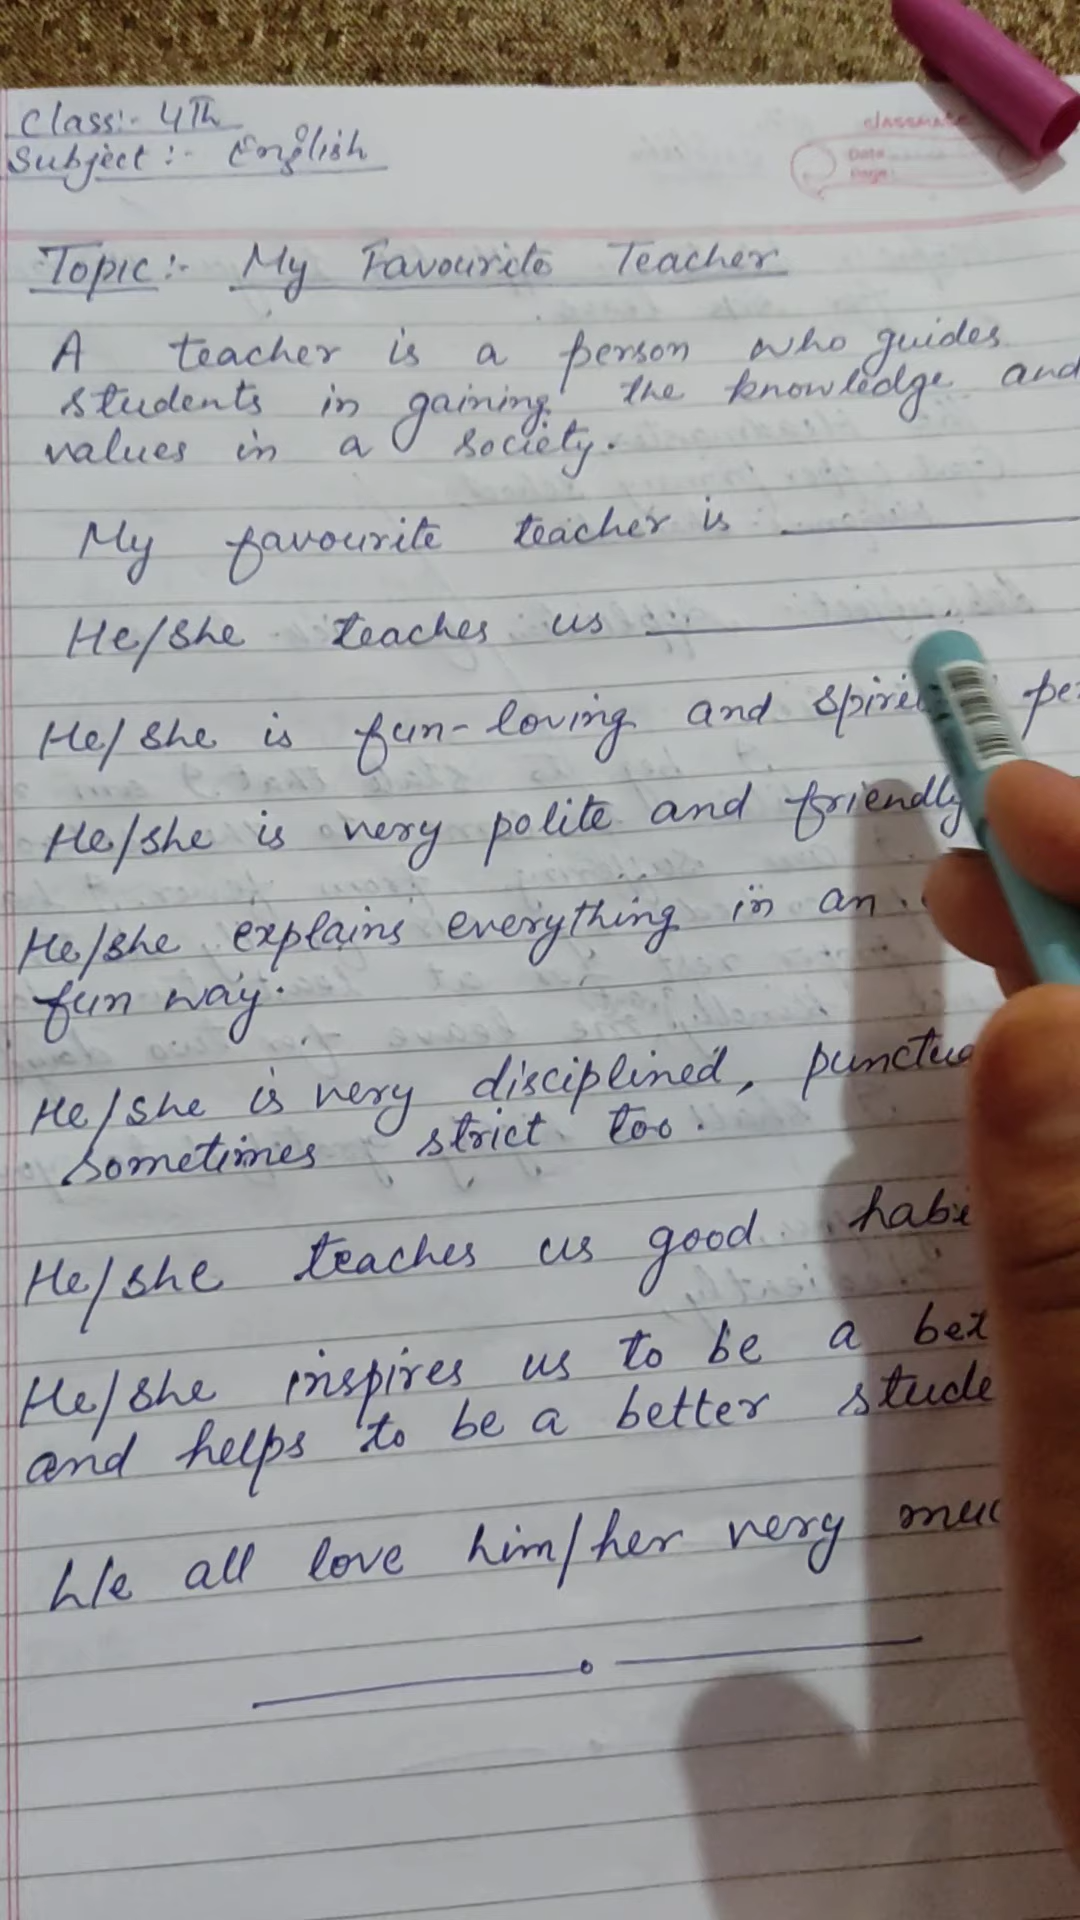 Class:- 4Th
Subject:- English
classmate
Date
Page
Topic:- My Favourite Teacher
A teacher is a person who guides
students in gaining the knowledge and
values in a society.
My favourite teacher is
He/she teaches us .
He/she is fun-loving and
He/she is very polite and friendly
He/she explains everything in an
fun way.
He/she is very disciplined,
sometimes strict too.
He/she teaches us good
He/she inspires us to be a
and helps to be a better
We all love him/her very